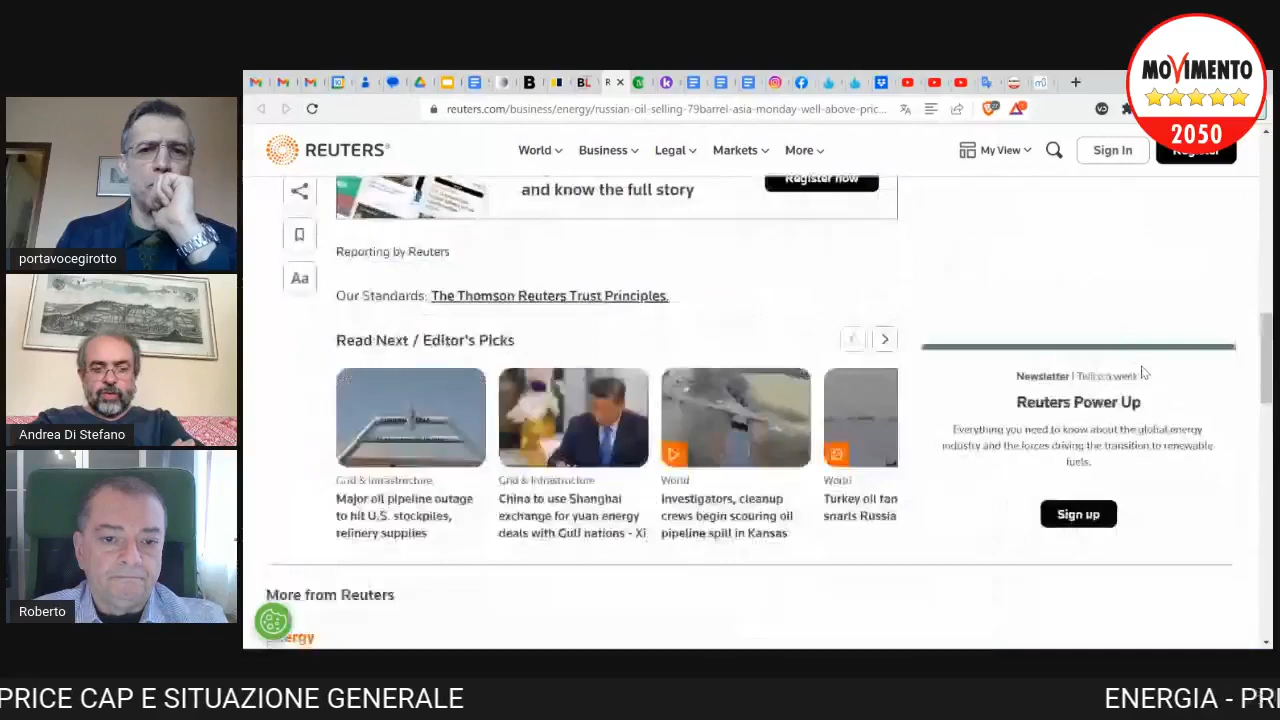 MOVIMENTO
2050
reuters.com/business/energy/russian-oil-selling-79barrel-asia-monday-well-above-pric...
REUTERS
World
Business
Legal
Markets
More
My View
Sign In
Register
and know the full story
Register now
Aa
Reporting by Reuters
Our Standards: The Thomson Reuters Trust Principles.
Read Next / Editor's Picks
Grid & Infrastructure
Major oil pipeline outage
to hit U.S. stockpiles,
refinery supplies
Grid & Infrastructure
China to use Shanghai
exchange for yuan energy
deals with Gulf nations - Xi
World
Investigators, cleanup
crews begin scouring oil
pipeline spill in Kansas
World
Turkey oil tan
snarls Russia
Newsletter | Twice a week
Reuters Power Up
Everything you need to know about the global energy
industry and the forces driving the transition to renewable
fuels.
Sign up
More from Reuters
portavocegirotto
Andrea Di Stefano
Roberto
PRICE CAP E SITUAZIONE GENERALE
ENERGIA - PRI